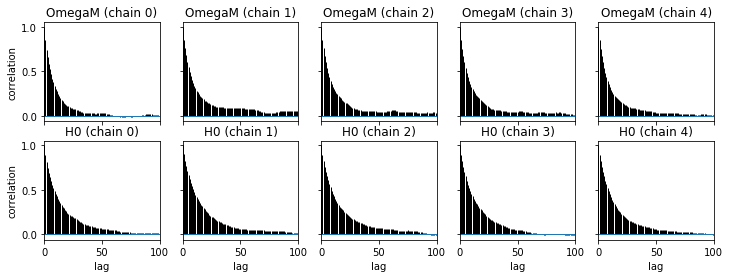 OmegaM (chain 0) OmegaM (chain 1) OmegaM (chain 2) OmegaM (chain 3) OmegaM (chain 4)
1.0
0.5
0.0
correlation
H0 (chain 0) H0 (chain 1) H0 (chain 2) H0 (chain 3) H0 (chain 4)
1.0
0.5
0.0
correlation
0 50 100 0 50 100 0 50 100 0 50 100 0 50 100
lag lag lag lag lag